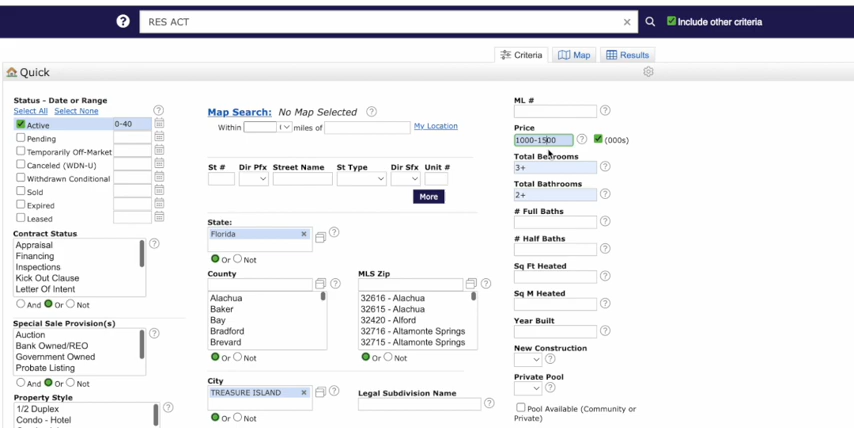 ? RES ACT × Include other criteria
Criteria Map Results
Quick
Status - Date or Range
Select All Select None
Active 0-40
Pending
Temporarily Off-Market
Canceled (WDN-U)
Withdrawn Conditional
Sold
Expired
Leased
Contract Status
Appraisal
Financing
Inspections
Kick Out Clause
Letter Of Intent
And Or Not
Special Sale Provision(s)
Auction
Bank Owned/REO
Government Owned
Probate Listing
And Or Not
Property Style
1/2 Duplex
Condo - Hotel
Map Search: No Map Selected
Within miles of My Location
St # Dir Pfx Street Name St Type Dir Sfx Unit #
More
State:
Florida ×
Or Not
County
Alachua
Baker
Bay
Bradford
Brevard
Or Not
MLS Zip
32616 - Alachua
32615 - Alachua
32420 - Alford
32716 - Altamonte Springs
32715 - Altamonte Springs
Or Not
City
TREASURE ISLAND ×
Or Not
Legal Subdivision Name
ML #
Price
1000-1500 (000s)
Total Bedrooms
3+
Total Bathrooms
2+
# Full Baths
# Half Baths
Sq Ft Heated
Sq M Heated
Year Built
New Construction
Private Pool
Pool Available (Community or
Private)